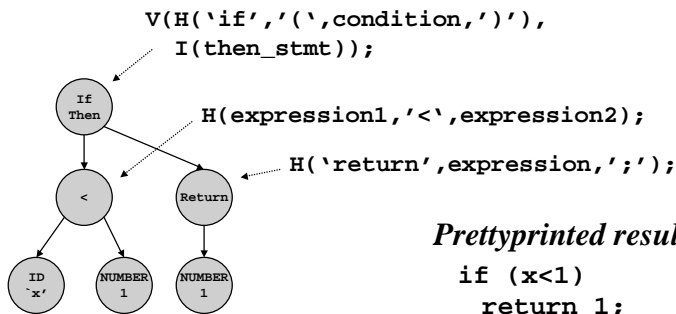 V(H(‘if’,’(‘,condition,’)’),
I(then_stmt));
If
Then
H(expression1,’<‘,expression2);
H(‘return’,expression,’;’);
<
Return
Prettyprinted resul
ID
`x’
NUMBER
1
NUMBER
1
if (x<1)
return 1;